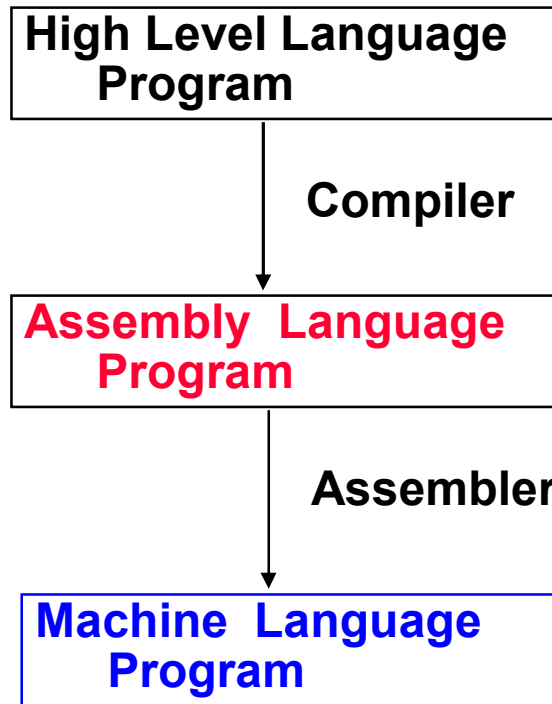 High Level Language
Program
Compiler
Assembly Language
Program
Assembler
Machine Language
Program